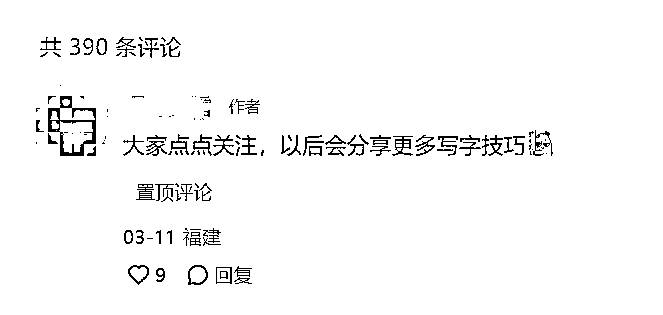 共 390 条评论
作者
大家点点关注，以后会分享更多写字技巧
置顶评论
03-11 福建
9 回复